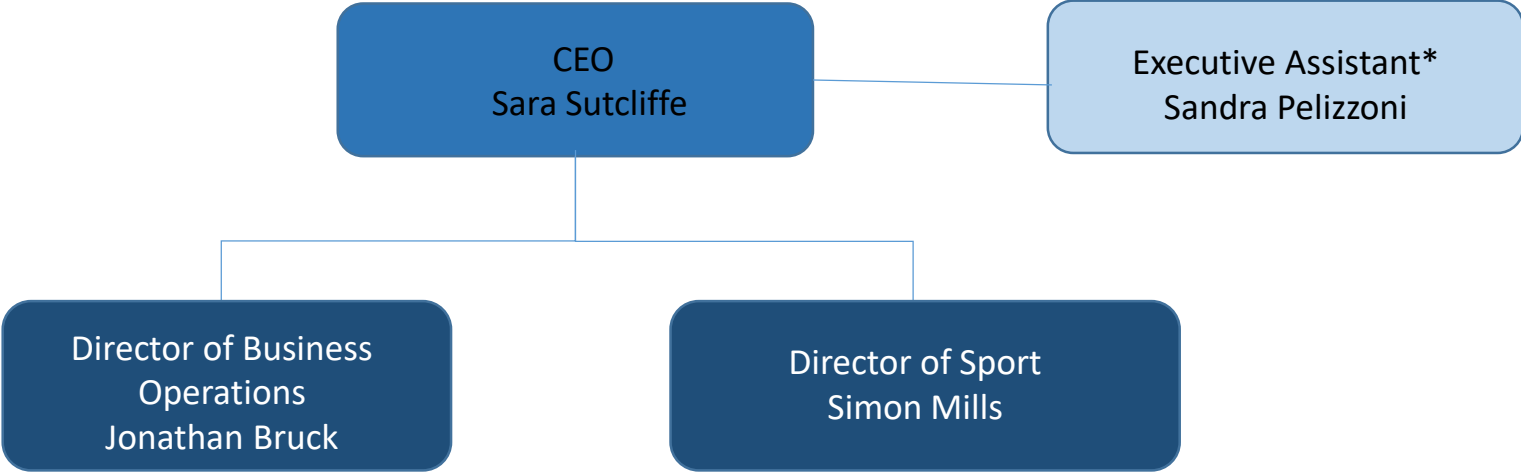 CEO
Sara Sutcliffe
Executive Assistant*
Sandra Pelizzoni
Director of Business
Operations
Jonathan Bruck
Director of Sport
Simon Mills